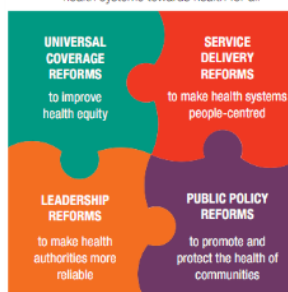 UNIVERSAL
COVERAGE
REFORMS
to improve
health equity
SERVICE
DELIVERY
REFORMS
to make health systems
people-centred
LEADERSHIP
REFORMS
to make health
authorities more
reliable
PUBLIC POLICY
REFORMS
to promote and
protect the health of
communities